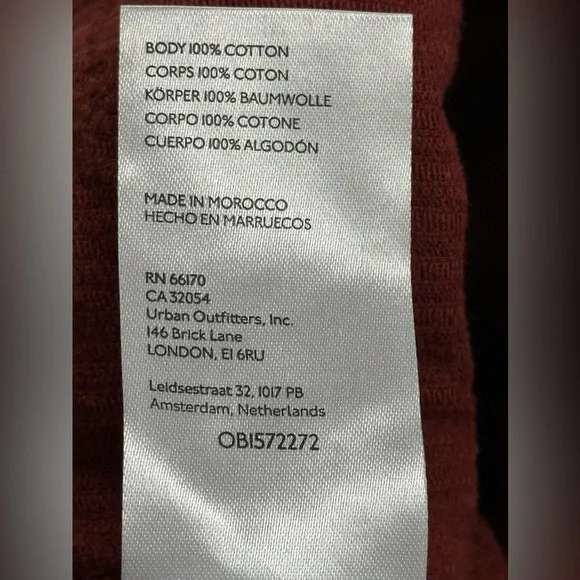 BODY 100% COTTON
CORPS 100% COTON
KÖRPER 100% BAUMWOLLE
CORPO 100% COTONE
CUERPO 100% ALGODÓN
MADE IN MOROCCO
HECHO EN MARRUECOS
RN 66170
CA 32054
Urban Outfitters, Inc.
146 Brick Lane
LONDON, E1 6RU
Leidsestraat 32, 1017 PB
Amsterdam, Netherlands
OB1572272